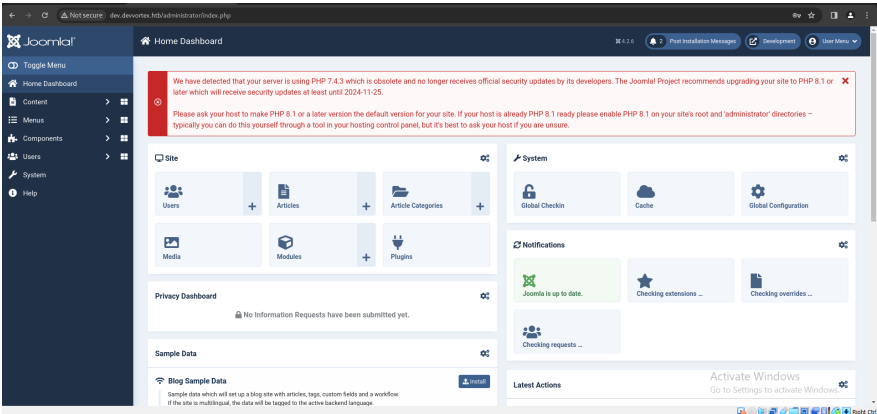 Not secure dev.devvortex.htb/administrator/index.php
Joomla!
Home Dashboard
4.2.6
2 Post Installation Messages
Development
User Menu
Toggle Menu
Home Dashboard
Content
Menus
Components
Users
System
Help
We have detected that your server is using PHP 7.4.3 which is obsolete and no longer receives official security updates by its developers. The Joomla! Project recommends upgrading your site to PHP 8.1 or
later which will receive security updates at least until 2024-11-25.
Please ask your host to make PHP 8.1 or a later version the default version for your site. If your host is already PHP 8.1 ready please enable PHP 8.1 on your site's root and 'administrator' directories –
typically you can do this yourself through a tool in your hosting control panel, but it's best to ask your host if you are unsure.
Site
Users
Articles
Article Categories
Media
Modules
Plugins
Privacy Dashboard
No Information Requests have been submitted yet.
Sample Data
Blog Sample Data
Install
Sample data which will set up a blog site with articles, tags, custom fields and a workflow.
If the site is multilingual, the data will be tagged to the active backend language.
System
Global Checkin
Cache
Global Configuration
Notifications
Joomla is up to date.
Checking extensions ...
Checking overrides ...
Checking requests ...
Latest Actions
Activate Windows
Go to Settings to activate Windows.
Right Ctrl